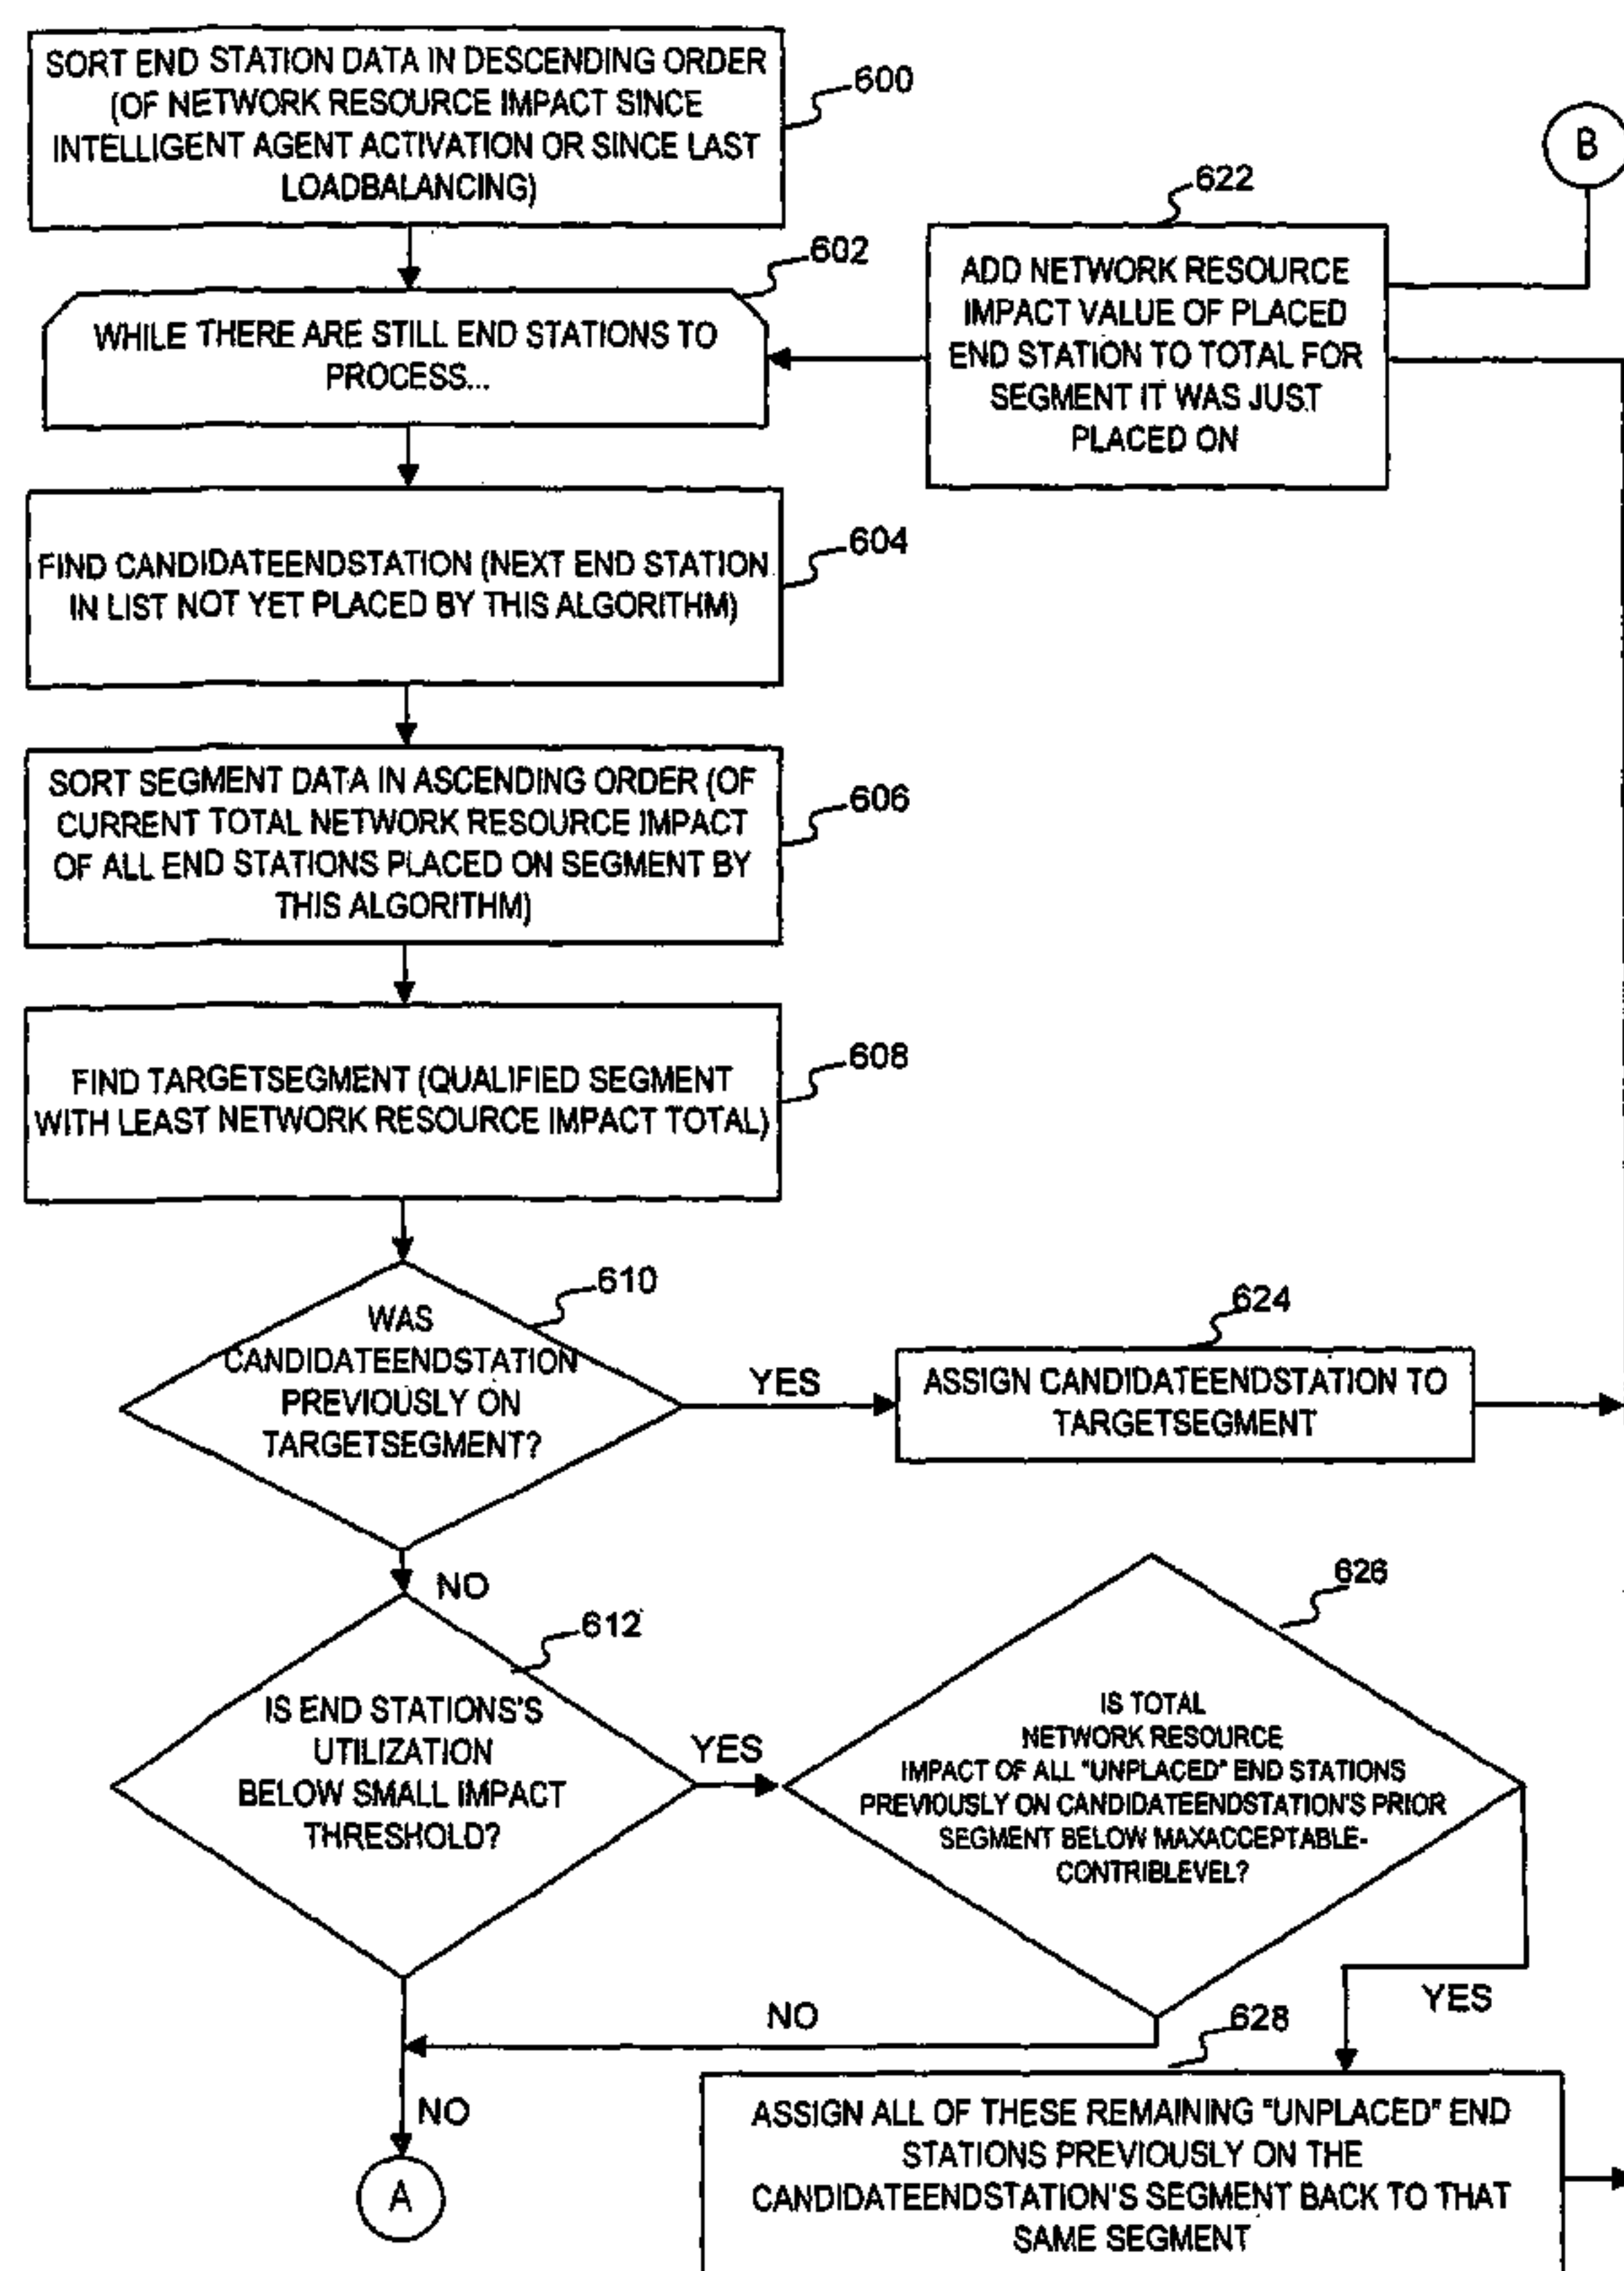 SORT END STATION DATA IN DESCENDING ORDER
(OF NETWORK RESOURCE IMPACT SINCE
INTELLIGENT AGENT ACTIVATION OR SINCE LAST
LOADBALANCING)
600
602
WHILE THERE ARE STILL END STATIONS TO
PROCESS...
622
B
ADD NETWORK RESOURCE
IMPACT VALUE OF PLACED
END STATION TO TOTAL FOR
SEGMENT IT WAS JUST
PLACED ON
604
FIND CANDIDATEENDSTATION (NEXT END STATION
IN LIST NOT YET PLACED BY THIS ALGORITHM)
SORT SEGMENT DATA IN ASCENDING ORDER (OF
CURRENT TOTAL NETWORK RESOURCE IMPACT
OF ALL END STATIONS PLACED ON SEGMENT BY
THIS ALGORITHM)
606
608
FIND TARGETSEGMENT (QUALIFIED SEGMENT
WITH LEAST NETWORK RESOURCE IMPACT TOTAL)
610
WAS
CANDIDATEENDSTATION
PREVIOUSLY ON
TARGETSEGMENT?
YES
624
ASSIGN CANDIDATEENDSTATION TO
TARGETSEGMENT
NO
612
IS END STATIONS'S
UTILIZATION
BELOW SMALL IMPACT
THRESHOLD?
YES
626
IS TOTAL
NETWORK RESOURCE
IMPACT OF ALL "UNPLACED" END STATIONS
PREVIOUSLY ON CANDIDATEENDSTATION'S PRIOR
SEGMENT BELOW MAXACCEPTABLE-
CONTRIBLEVEL?
NO
YES
628
NO
A
ASSIGN ALL OF THESE REMAINING "UNPLACED" END
STATIONS PREVIOUSLY ON THE
CANDIDATEENDSTATION'S SEGMENT BACK TO THAT
SAME SEGMENT